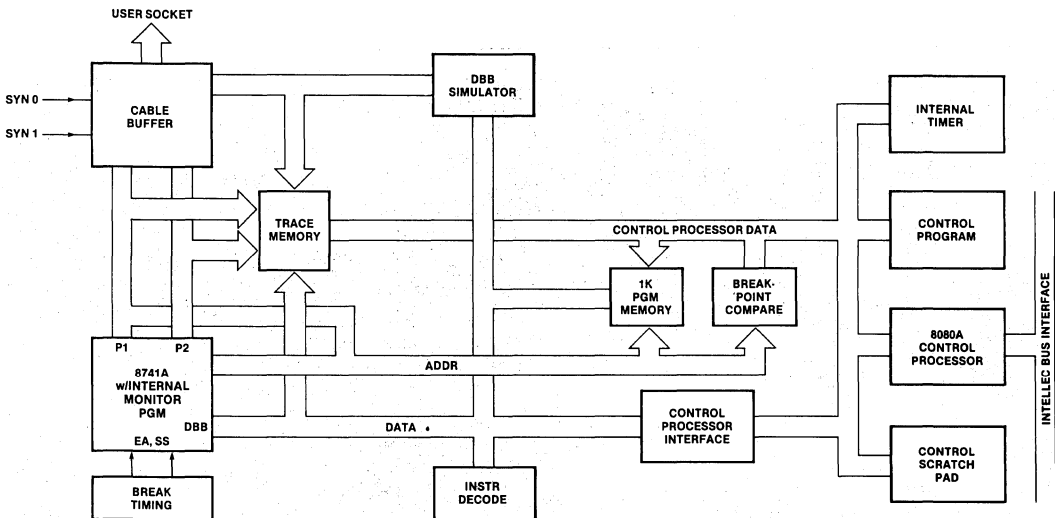 USER SOCKET
SYN 0
SYN 1
CABLE
BUFFER
DBB
SIMULATOR
INTERNAL
TIMER
TRACE
MEMORY
CONTROL PROCESSOR DATA
CONTROL
PROGRAM
1K
PGM
MEMORY
BREAK-
POINT
COMPARE
8080A
CONTROL
PROCESSOR
INTELLEC BUS INTERFACE
P1 P2
8741A
w/INTERNAL
MONITOR
PGM
DBB
EA, SS
ADDR
DATA
CONTROL
PROCESSOR
INTERFACE
CONTROL
SCRATCH
PAD
BREAK
TIMING
INSTR
DECODE